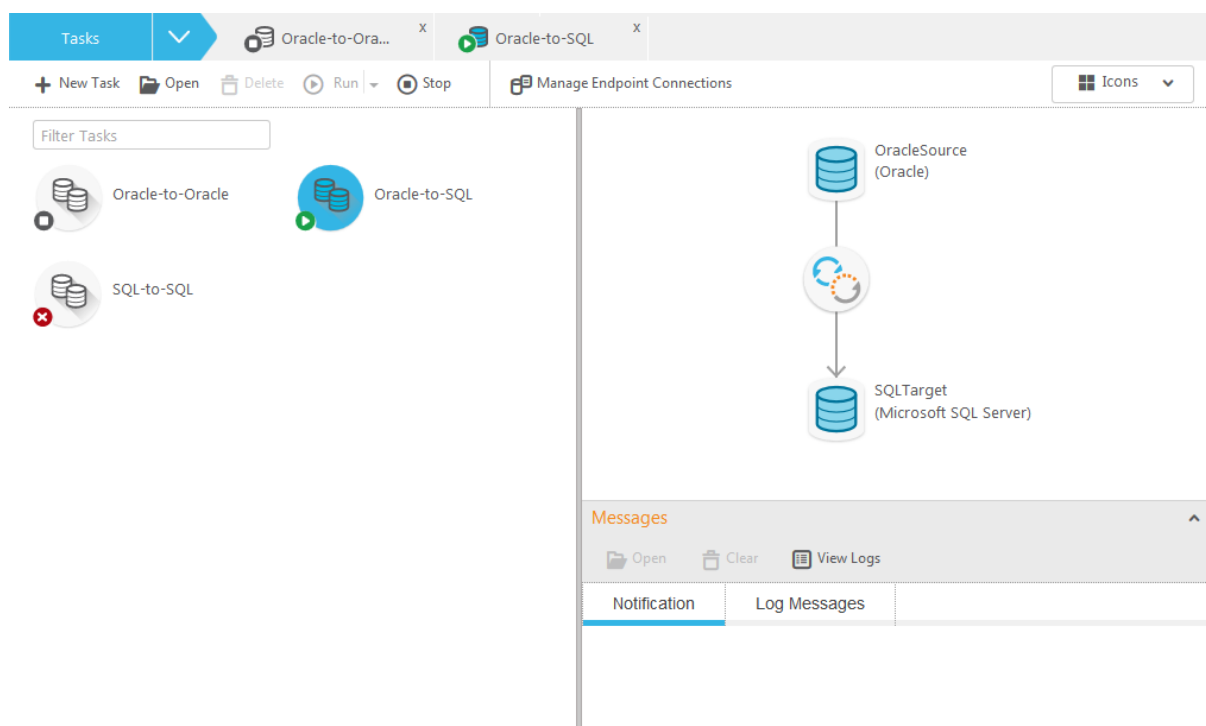 Tasks
Oracle-to-Ora...
x
Oracle-to-SQL
x
New Task
Open
Delete
Run
Stop
Manage Endpoint Connections
Icons
Filter Tasks
Oracle-to-Oracle
Oracle-to-SQL
SQL-to-SQL
OracleSource
(Oracle)
SQLTarget
(Microsoft SQL Server)
Messages
Open
Clear
View Logs
Notification
Log Messages